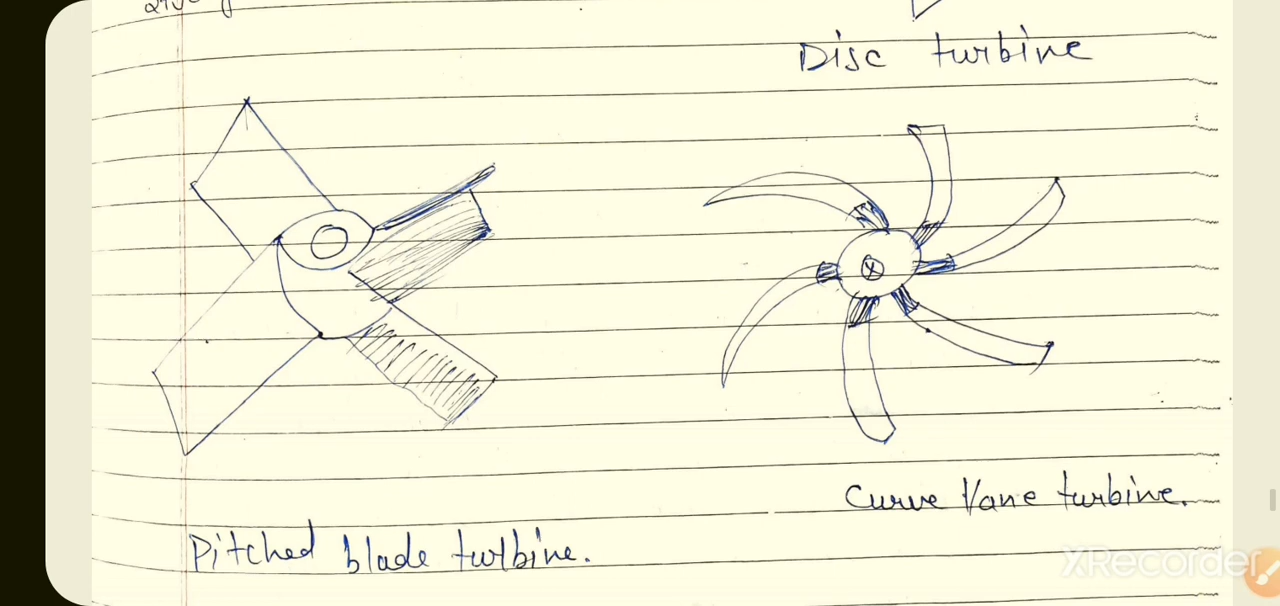 Disc turbine
Curve Vane turbine.
Pitched blade turbine.
XRecorder